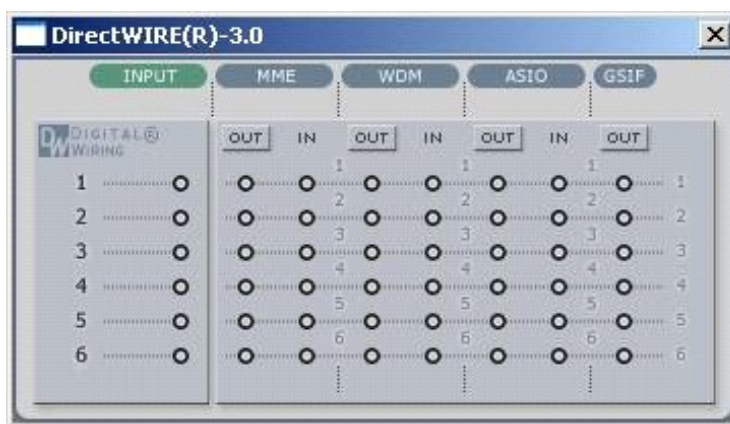 DirectWIRE(R)-3.0
INPUT MME WDM ASIO GSIF
DW DIGITAL®
WIRING
OUT IN OUT IN OUT IN OUT
1 1 1 1 1
2 2 2 2 2
3 3 3 3 3
4 4 4 4 4
5 5 5 5 5
6 6 6 6 6